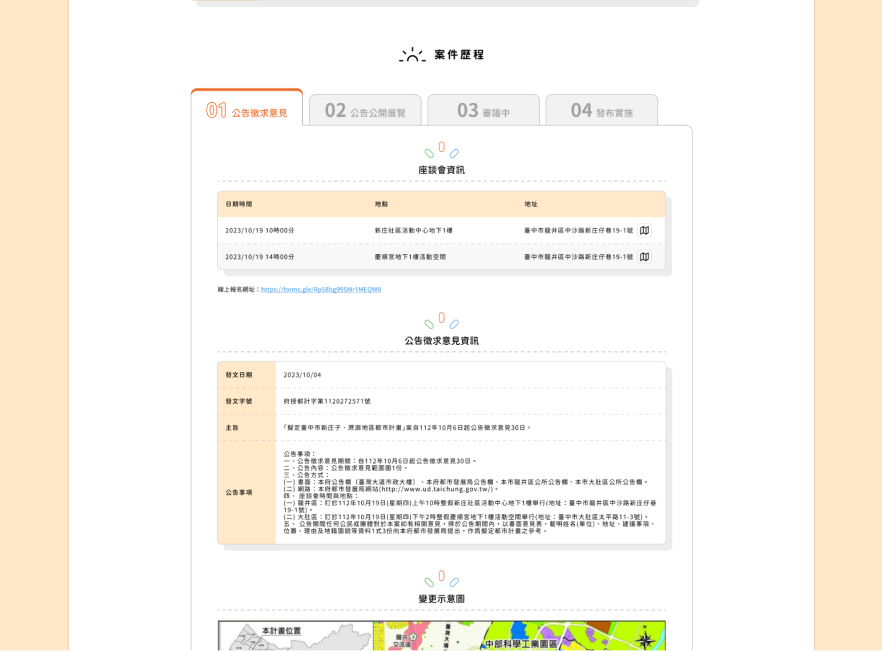 案件歷程
01 公告徵求意見
02 公告公開展覽
03 審議中
04 發布實施
座談會資訊
日期時間 地點 地址
2023/10/19 10時00分 新庄社區活動中心地下1樓 臺中市龍井區中沙路新庄仔巷19-1號
2023/10/19 14時00分 慶順宮地下1樓活動空間 臺中市龍井區中沙路新庄仔巷19-1號
線上報名網址：https://forms.gle/Rp58bg995Mr1MEQW8
公告徵求意見資訊
發文日期 2023/10/04
發文字號 府授都計字第1120272571號
主旨 「擬定臺中市新庄子、蔗廍地區都市計畫」案自112年10月6日起公告徵求意見30日。
公告事項
公告事項：
一、公告徵求意見期間：自112年10月6日起公告徵求意見30日。
二、公告內容：公告徵求意見範圍圖1份。
三、公告方式：
(一) 書面：本府公告欄（臺灣大道市政大樓）、本府都市發展局公告欄、本市龍井區公所公告欄、本市大肚區公所公告欄。
(二) 網路：本府都市發展局網站(http://www.ud.taichung.gov.tw/)。
四、 座談會時間與地點：
(一) 龍井區：訂於112年10月19日(星期四)上午10時整假新庄社區活動中心地下1樓舉行(地址：臺中市龍井區中沙路新庄仔巷
19-1號)。
(二) 大肚區：訂於112年10月19日(星期四)下午2時整假慶順宮地下1樓活動空間舉行(地址：臺中市大肚區太平路11-3號)。
五、 公告期間任何公民或團體對於本案如有相關意見，得於公告期間內，以書面意見表，載明姓名(單位)、地址、建議事項、
位置、理由及地籍圖說等資料1式3份向本府都市發展局提出，作為擬定都市計畫之參考。
變更示意圖
本計畫位置
龍井
交流道
臺灣大道
中部科學工業園區